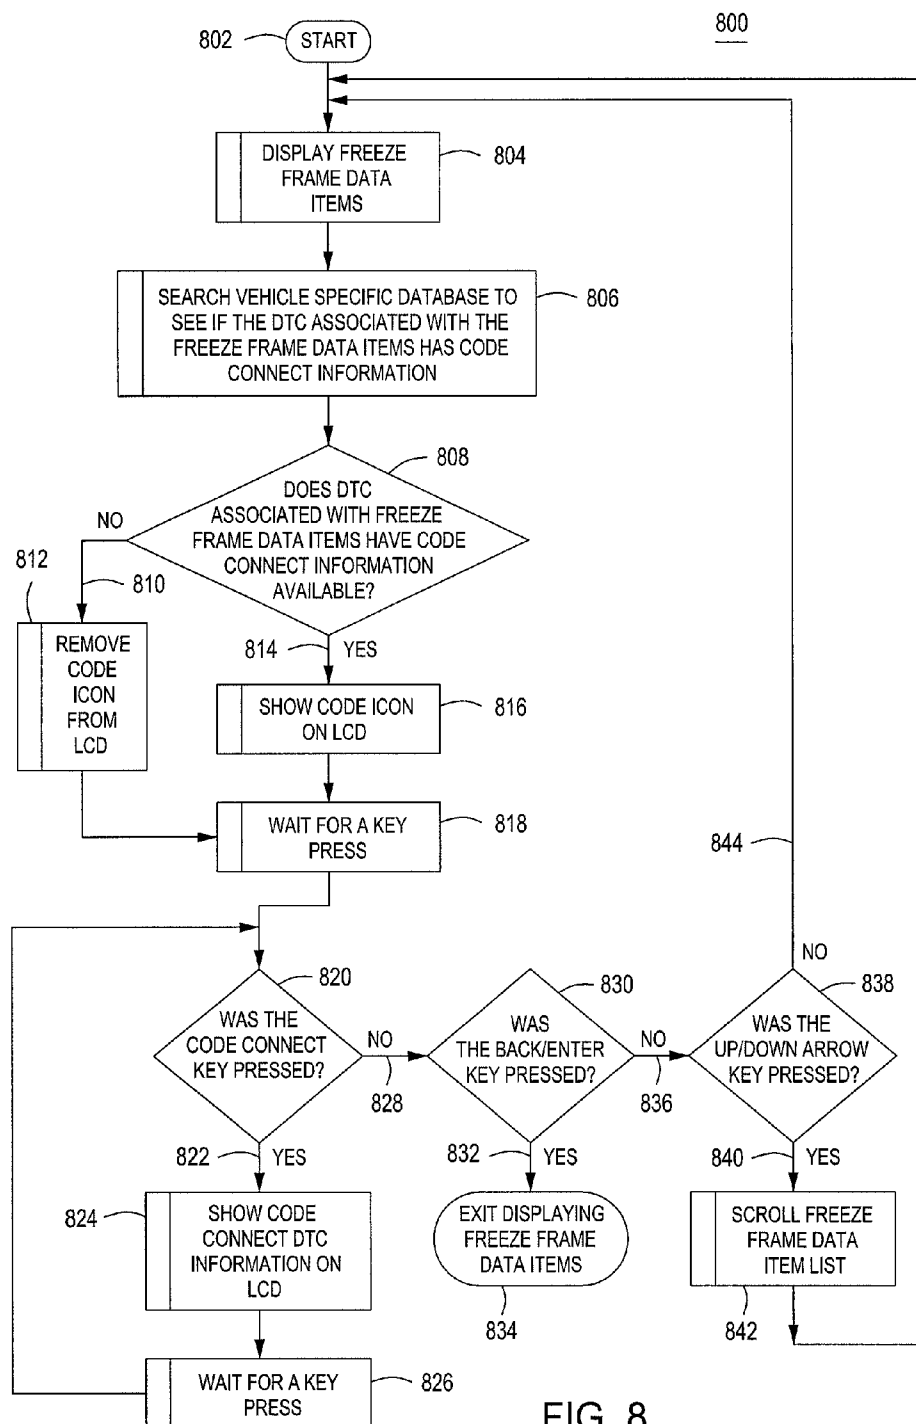 800
802
START
DISPLAY FREEZE
FRAME DATA
ITEMS
804
SEARCH VEHICLE SPECIFIC DATABASE TO
SEE IF THE DTC ASSOCIATED WITH THE
FREEZE FRAME DATA ITEMS HAS CODE
CONNECT INFORMATION
806
808
DOES DTC
ASSOCIATED WITH FREEZE
FRAME DATA ITEMS HAVE CODE
CONNECT INFORMATION
AVAILABLE?
NO
810
812
REMOVE
CODE
ICON
FROM
LCD
814
YES
SHOW CODE ICON
ON LCD
816
WAIT FOR A KEY
PRESS
818
844
820
WAS THE
CODE CONNECT
KEY PRESSED?
NO
828
830
WAS
THE BACK/ENTER
KEY PRESSED?
NO
836
NO
838
WAS THE
UP/DOWN ARROW
KEY PRESSED?
822
YES
832
YES
840
YES
824
SHOW CODE
CONNECT DTC
INFORMATION ON
LCD
EXIT DISPLAYING
FREEZE FRAME
DATA ITEMS
834
SCROLL FREEZE
FRAME DATA
ITEM LIST
842
WAIT FOR A KEY
PRESS
826
FIG. 8